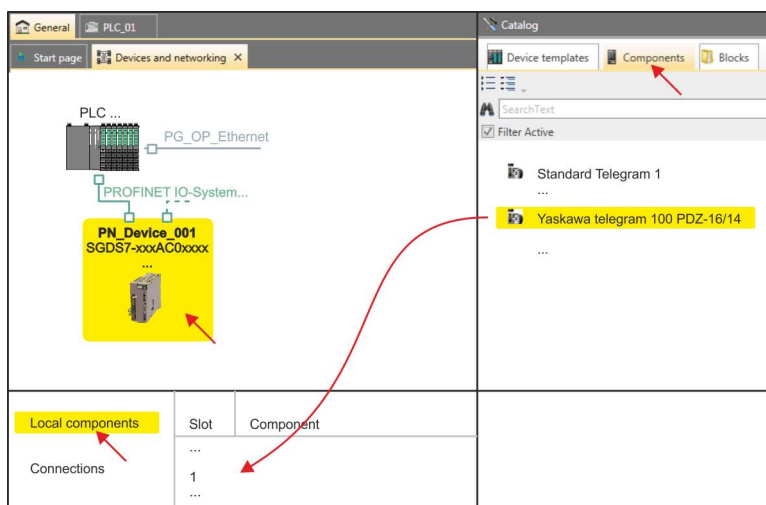 General PLC_01
Start page Devices and networking ×
PLC ...
PG_OP_Ethernet
PROFINET IO-System...
PN_Device_001
SGDS7-xxxAC0xxxx
...
Local components
Connections
Slot Component
...
1
...
Catalog
Device templates Components Blocks
SearchText
Filter Active
Standard Telegram 1
...
Yaskawa telegram 100 PDZ-16/14
...